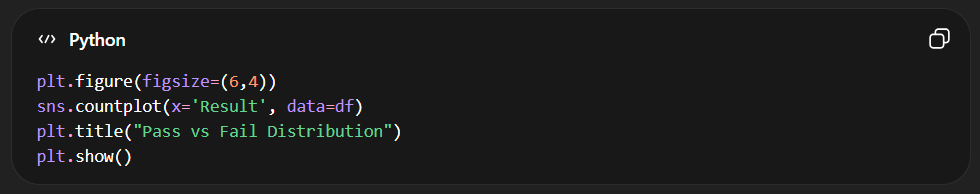 Python
plt.figure(figsize=(6,4))
sns.countplot(x='Result', data=df)
plt.title("Pass vs Fail Distribution")
plt.show()